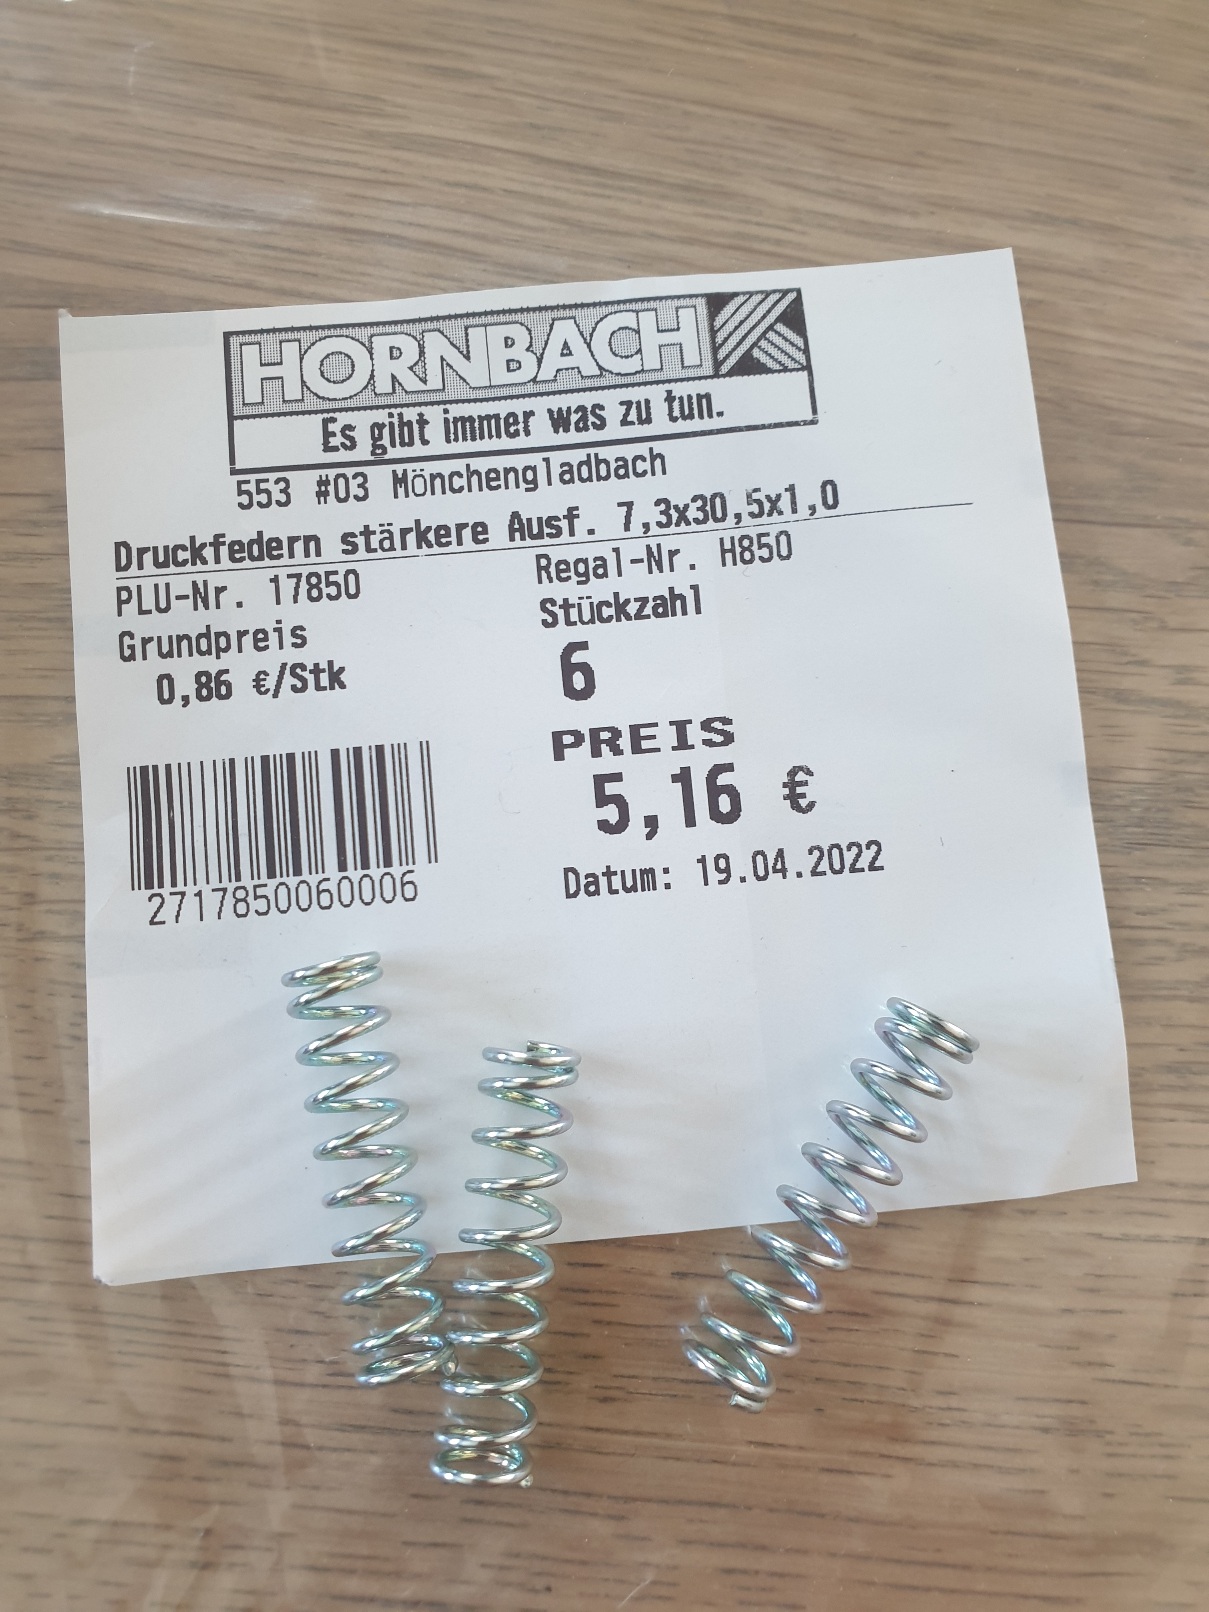 HORNBACH
Es gibt immer was zu tun.
553 #03 Mönchengladbach
Druckfedern stärkere Ausf. 7,3x30,5x1,0
PLU-Nr. 17850 Regal-Nr. H850
Grundpreis Stückzahl
0,86 €/Stk 6
PREIS
5,16 €
Datum: 19.04.2022
2717850060006